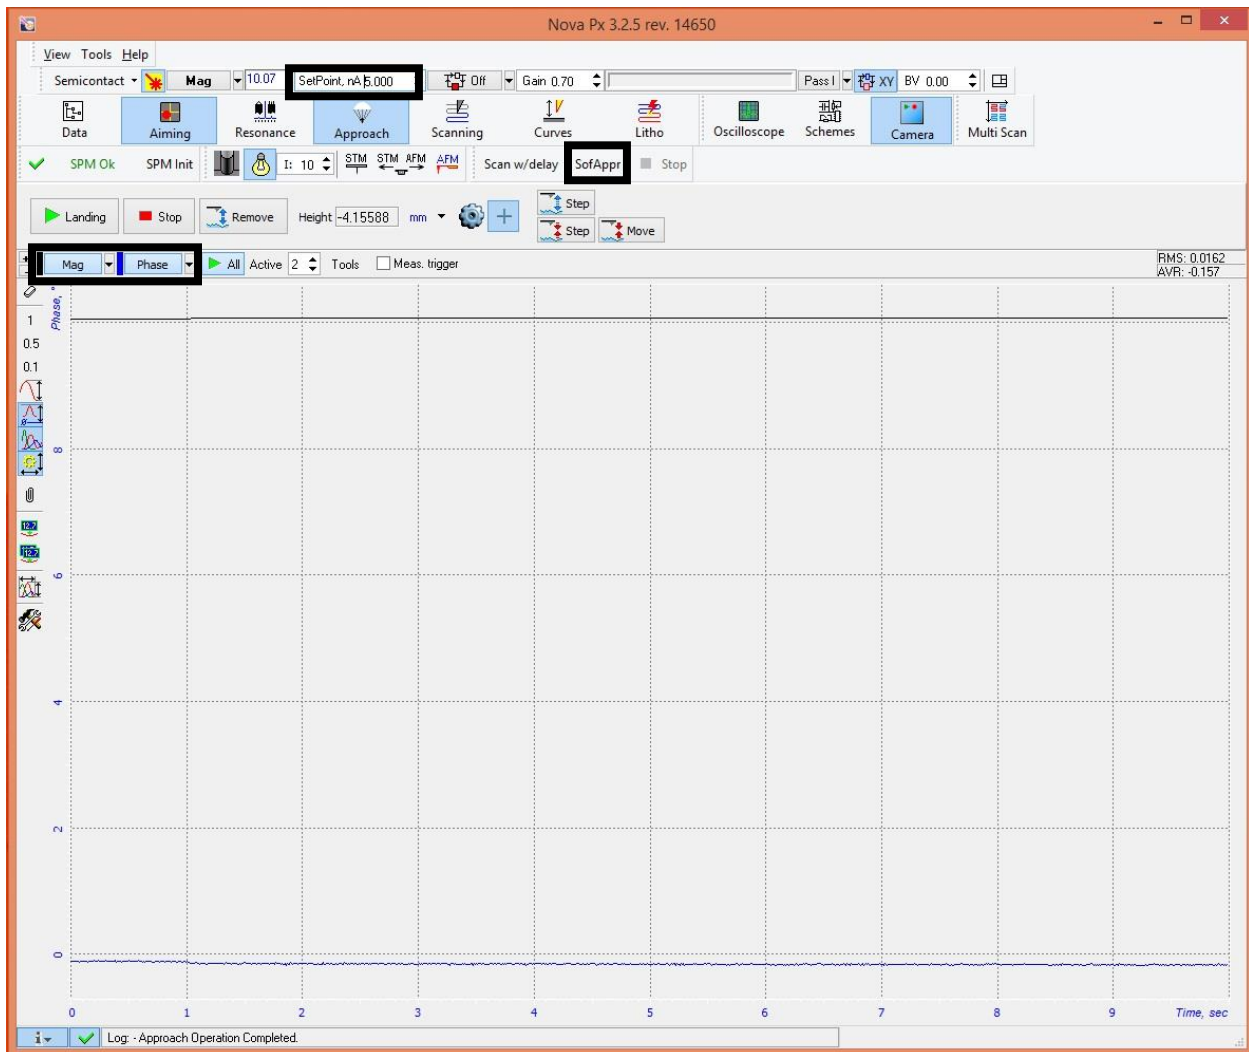 Nova Px 3.2.5 rev. 14650
View Tools Help
Semicontact Mag 10.07 SetPoint, nA 5.000 Off Gain 0.70 Pass I XY BV 0.00
Data Aiming Resonance Approach Scanning Curves Litho Oscilloscope Schemes Camera Multi Scan
SPM Ok SPM Init I: 10 STM STM AFM AFM Scan w/delay SofAppr Stop
Landing Stop Remove Height -4.15588 mm Step
Step Move
Mag Phase All Active 2 Tools Meas. trigger RMS: 0.0162
AVR: -0.157
Phase, °
1
0.5
0.1
8
6
4
2
0
0 1 2 3 4 5 6 7 8 9 Time, sec
i Log: - Approach Operation Completed.